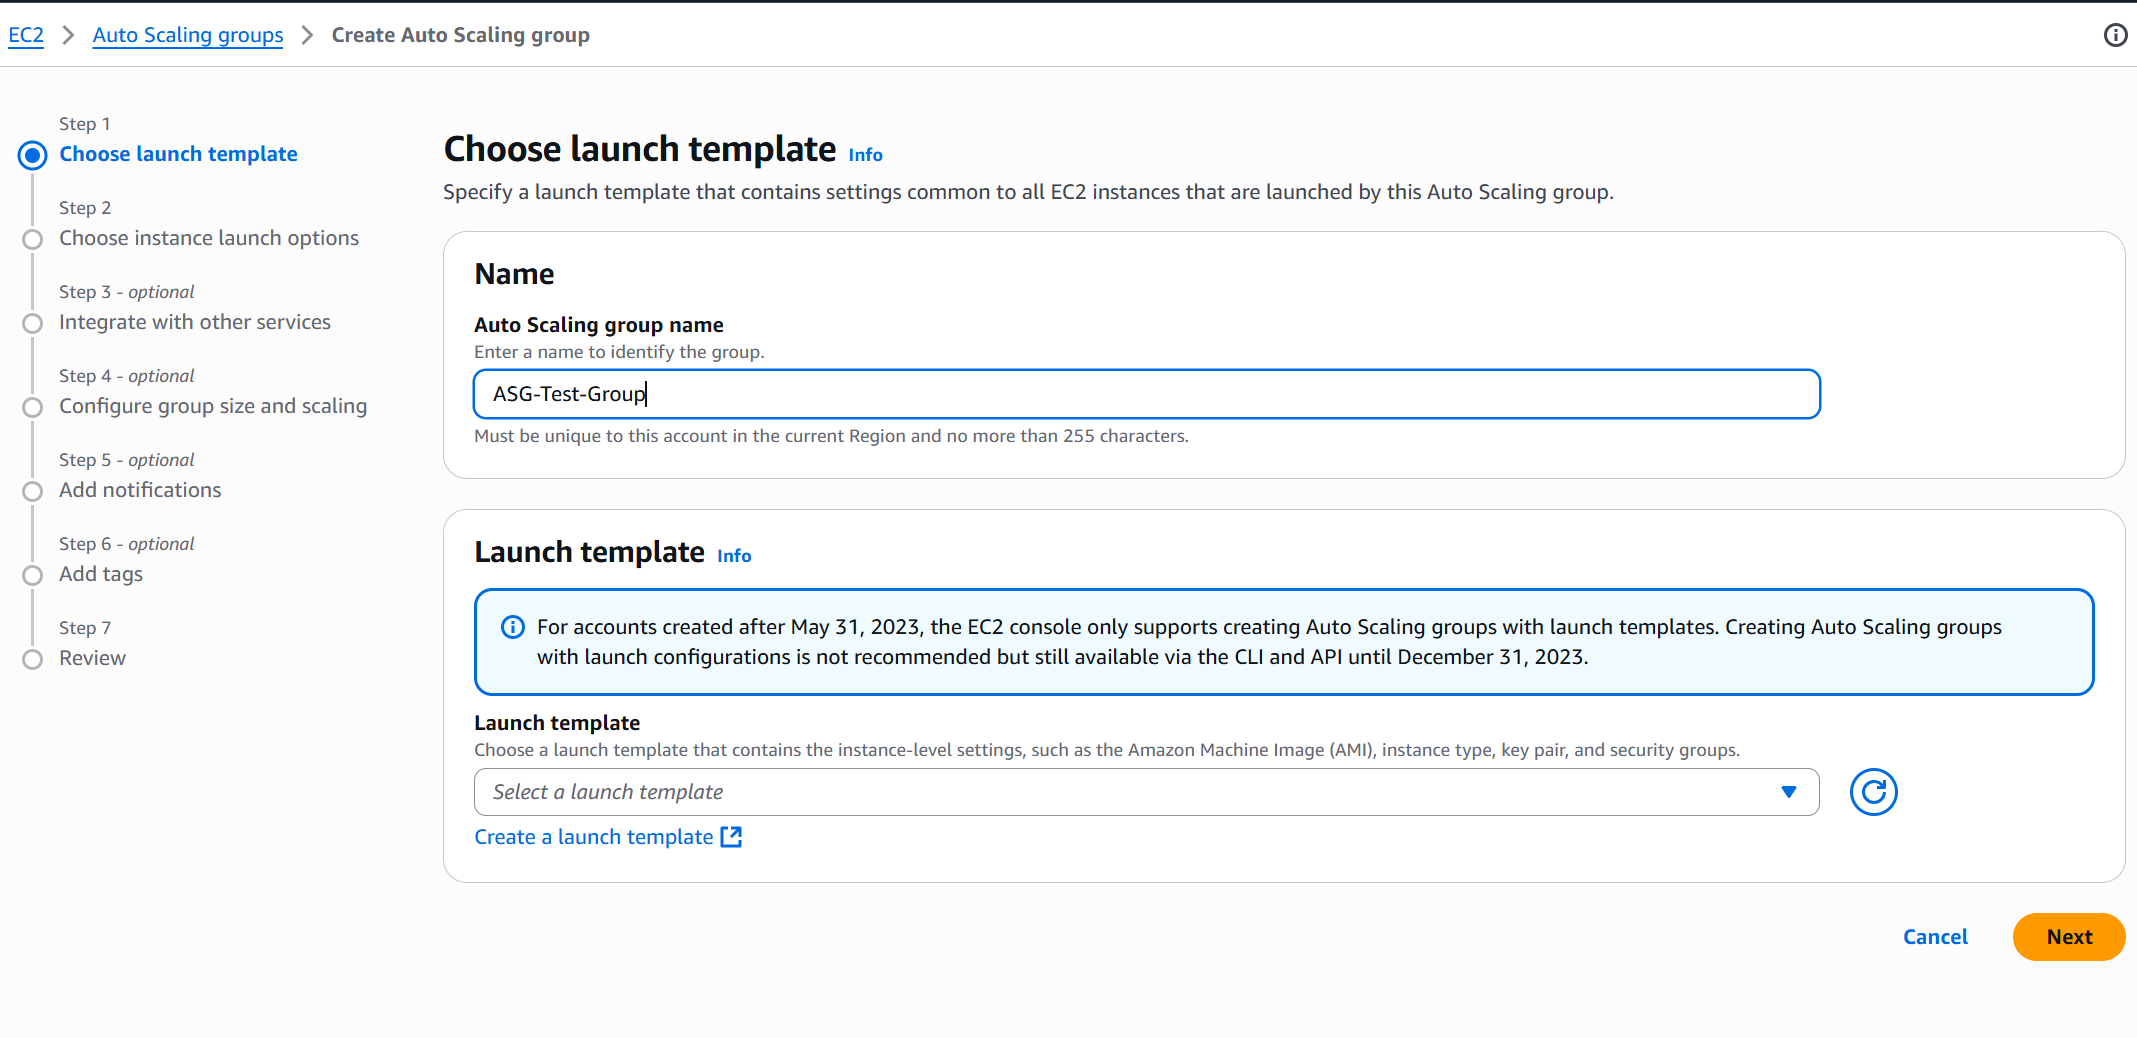 EC2 > Auto Scaling groups > Create Auto Scaling group
Step 1
Choose launch template
Step 2
Choose instance launch options
Step 3 - optional
Integrate with other services
Step 4 - optional
Configure group size and scaling
Step 5 - optional
Add notifications
Step 6 - optional
Add tags
Step 7
Review
Choose launch template Info
Specify a launch template that contains settings common to all EC2 instances that are launched by this Auto Scaling group.
Name
Auto Scaling group name
Enter a name to identify the group.
ASG-Test-Group
Must be unique to this account in the current Region and no more than 255 characters.
Launch template Info
For accounts created after May 31, 2023, the EC2 console only supports creating Auto Scaling groups with launch templates. Creating Auto Scaling groups
with launch configurations is not recommended but still available via the CLI and API until December 31, 2023.
Launch template
Choose a launch template that contains the instance-level settings, such as the Amazon Machine Image (AMI), instance type, key pair, and security groups.
Select a launch template
Create a launch template
Cancel
Next